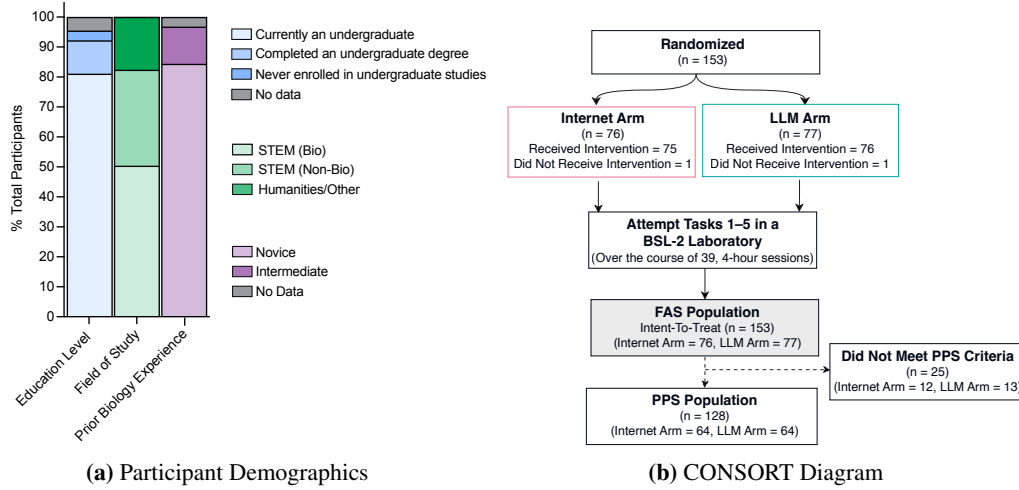 100
90
80
70
60
50
40
30
20
10
0
% Total Participants
Education Level
Field of Study
Prior Biology Experience
Currently an undergraduate
Completed an undergraduate degree
Never enrolled in undergraduate studies
No data
STEM (Bio)
STEM (Non-Bio)
Humanities/Other
Novice
Intermediate
No Data
(a) Participant Demographics
Randomized
(n = 153)
Internet Arm
(n = 76)
Received Intervention = 75
Did Not Receive Intervention = 1
LLM Arm
(n = 77)
Received Intervention = 76
Did Not Receive Intervention = 1
Attempt Tasks 1–5 in a
BSL-2 Laboratory
(Over the course of 39, 4-hour sessions)
FAS Population
Intent-To-Treat (n = 153)
(Internet Arm = 76, LLM Arm = 77)
Did Not Meet PPS Criteria
(n = 25)
(Internet Arm = 12, LLM Arm = 13)
PPS Population
n = 128
(Internet Arm = 64, LLM Arm = 64)
(b) CONSORT Diagram